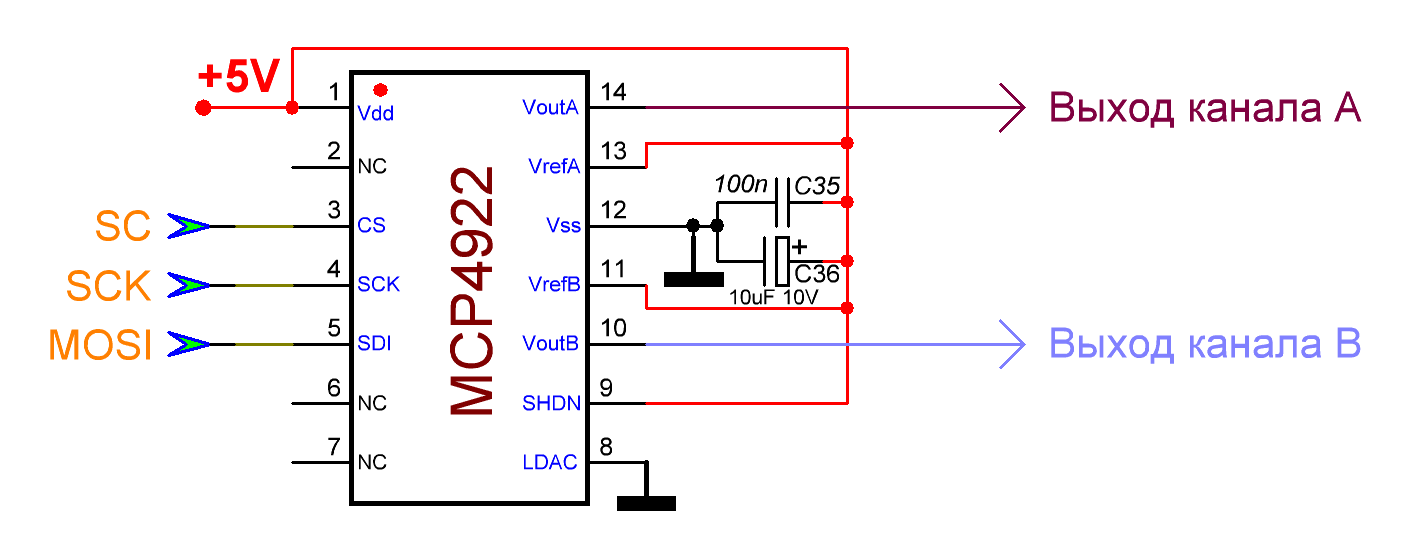 +5V
1 Vdd
2 NC
SC 3 CS
SCK 4 SCK
MOSI 5 SDI
6 NC
7 NC
MCP4922
VoutA 14 Выход канала A
VrefA 13
100n C35
Vss 12
+
C36
VrefB 11
10uF 10V
VoutB 10 Выход канала B
SHDN 9
LDAC 8